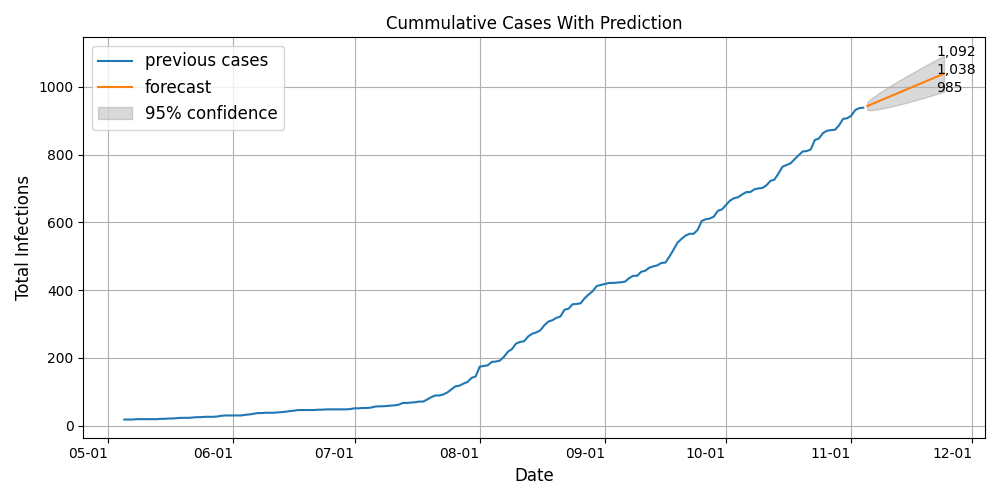 Cummulative Cases With Prediction
previous cases
forecast
95% confidence
1,092
1,038
985
Total Infections
1000
800
600
400
200
0
05-01
06-01
07-01
08-01
09-01
10-01
11-01
12-01
Date